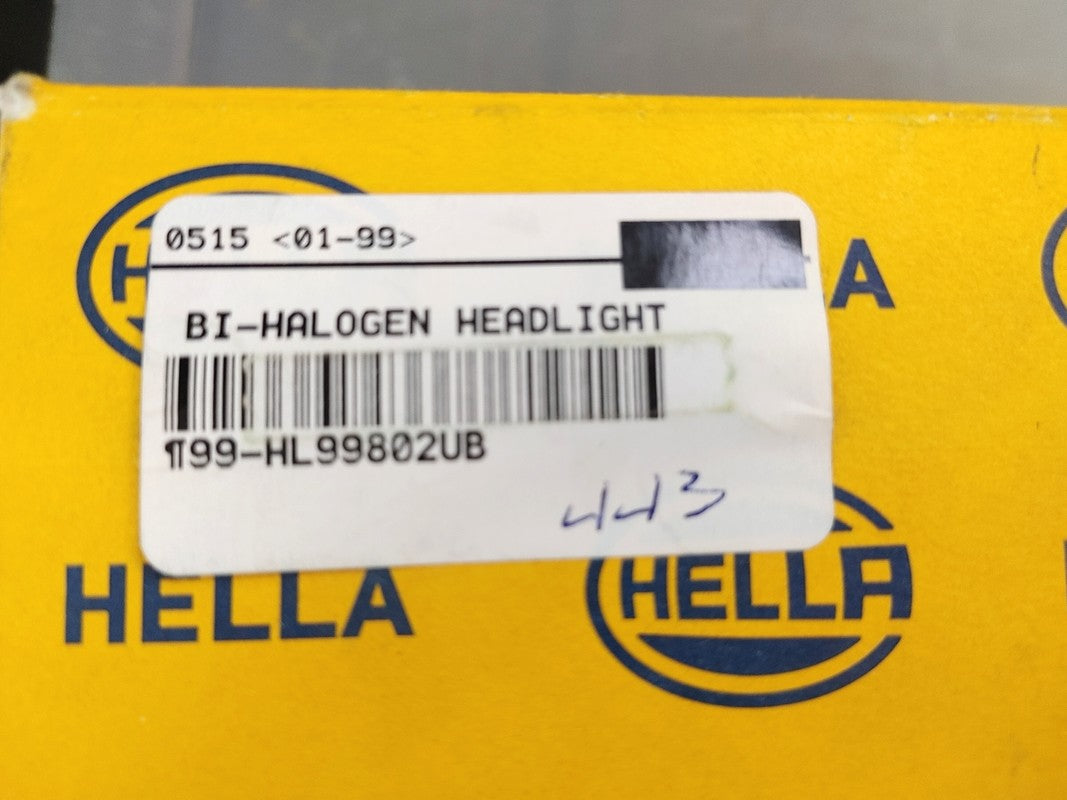 0515 <01-99>
H
A
BI-HALOGEN HEADLIGHT
¶99-HL99802UB
443
HELLA
HELLA